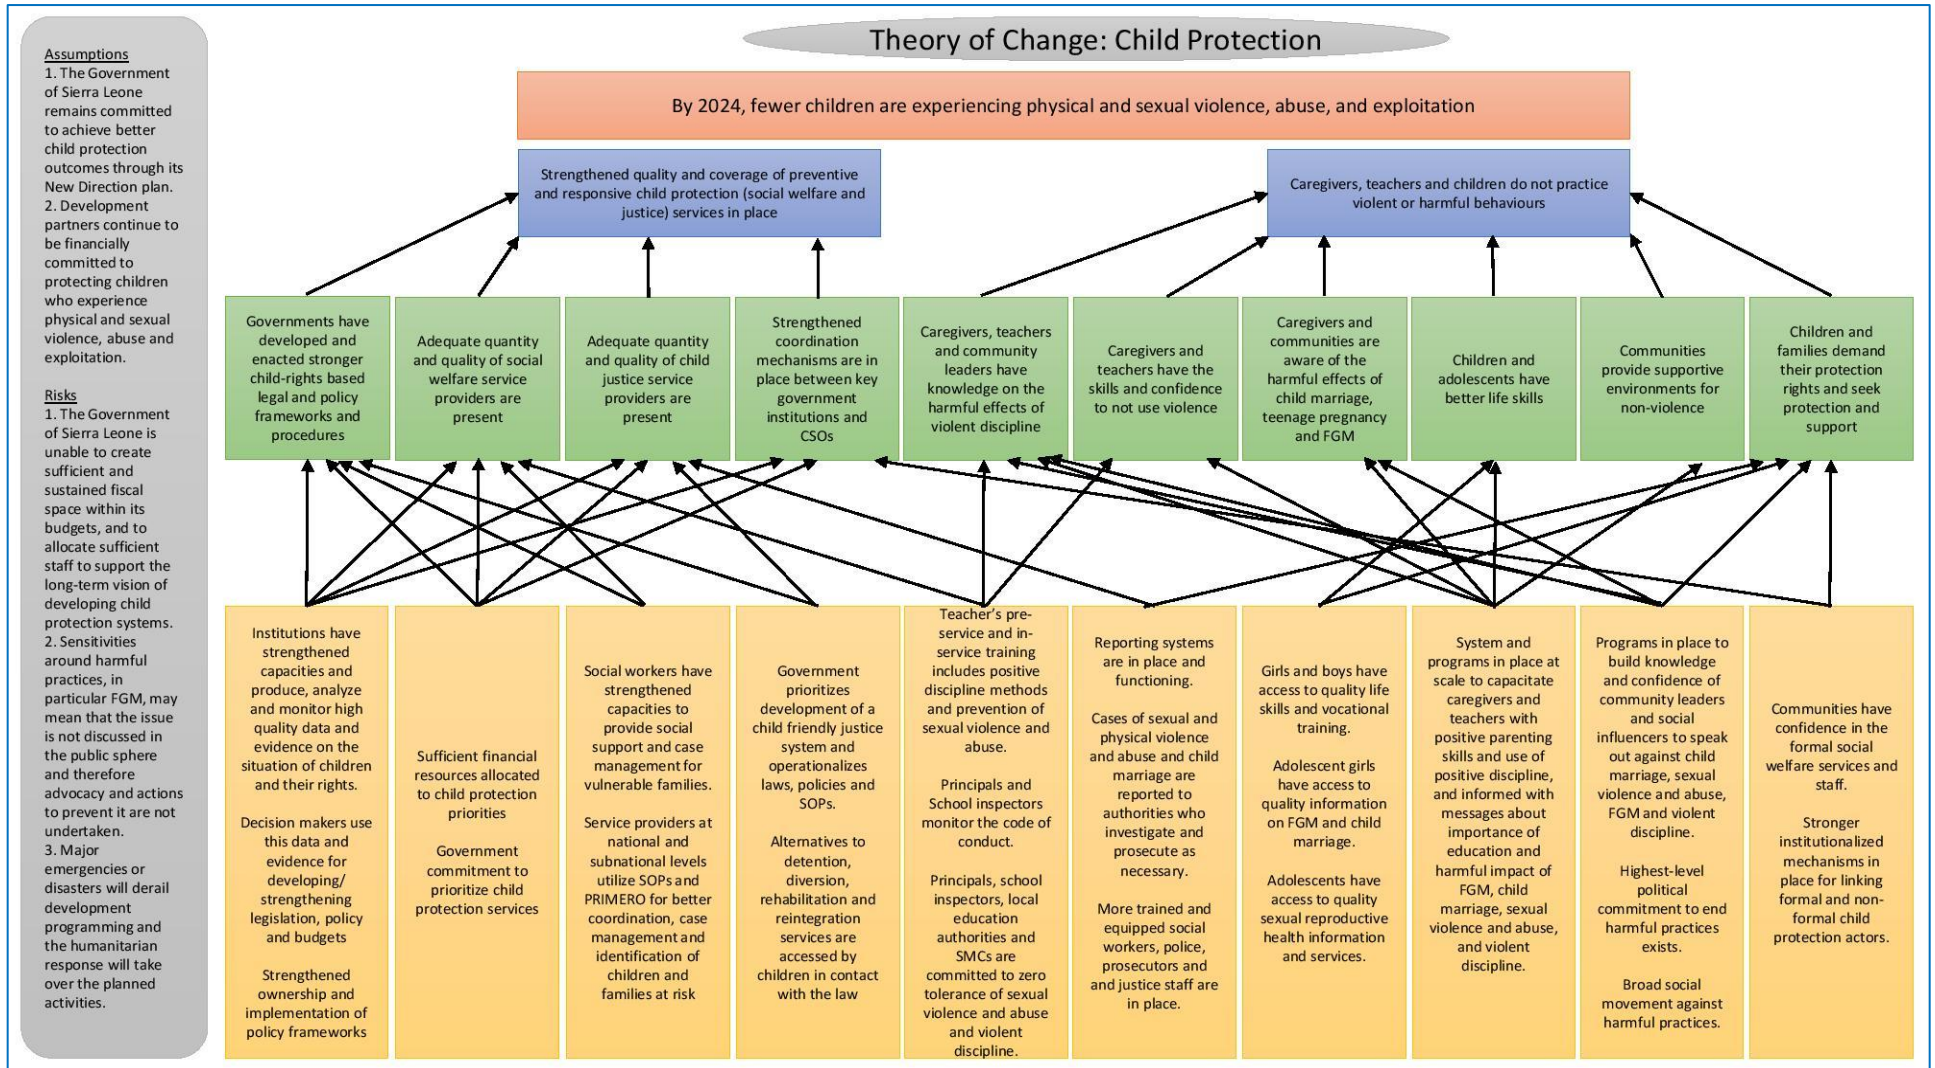 Theory of Change: Child Protection
Assumptions
1. The Government
of Sierra Leone
remains committed
to achieve better
child protection
outcomes through its
New Direction plan.
2. Development
partners continue to
be financially
committed to
protecting children
who experience
physical and sexual
violence, abuse and
exploitation.
Risks
1. The Government
of Sierra Leone is
unable to create
sufficient and
sustained fiscal
space within its
budgets, and to
allocate sufficient
staff to support the
long-term vision of
developing child
protection systems.
2. Sensitivities
around harmful
practices, in
particular FGM, may
mean that the issue
is not discussed in
the public sphere
and therefore
advocacy and actions
to prevent it are not
undertaken.
3. Major
emergencies or
disasters will derail
development
programming and
the humanitarian
response will take
over the planned
activities.
By 2024, fewer children are experiencing physical and sexual violence, abuse, and exploitation
Strengthened quality and coverage of preventive
and responsive child protection (social welfare and
justice) services in place
Caregivers, teachers and children do not practice
violent or harmful behaviours
Governments have
developed and
enacted stronger
child-rights based
legal and policy
frameworks and
procedures
Adequate quantity
and quality of social
welfare service
providers are
present
Adequate quantity
and quality of child
justice service
providers are
present
Strengthened
coordination
mechanisms are in
place between key
government
institutions and
CSOs
Caregivers, teachers
and community
leaders have
knowledge on the
harmful effects of
violent discipline
Caregivers and
teachers have the
skills and confidence
to not use violence
Caregivers and
communities are
aware of the
harmful effects of
child marriage,
teenage pregnancy
and FGM
Children and
adolescents have
better life skills
Communities
provide supportive
environments for
non-violence
Children and
families demand
their protection
rights and seek
protection and
support
Institutions have
strengthened
capacities and
produce, analyze
and monitor high
quality data and
evidence on the
situation of children
and their rights.
Decision makers use
this data and
evidence for
developing/
strengthening
legislation, policy
and budgets
Strengthened
ownership and
implementation of
policy frameworks
Sufficient financial
resources allocated
to child protection
priorities
Government
commitment to
prioritize child
protection services
Social workers have
strengthened
capacities to
provide social
support and case
management for
vulnerable families.
Service providers at
national and
subnational levels
utilize SOPs and
PRIMERO for better
coordination, case
management and
identification of
children and
families at risk
Government
prioritizes
development of a
child friendly justice
system and
operationalizes
laws, policies and
SOPs.
Alternatives to
detention,
diversion,
rehabilitation and
reintegration
services are
accessed by
children in contact
with the law
Teacher's pre-
service and in-
service training
includes positive
discipline methods
and prevention of
sexual violence and
abuse.
Principals and
School inspectors
monitor the code of
conduct.
Principals, school
inspectors, local
education
authorities and
SMCs are
committed to zero
tolerance of sexual
violence and abuse
and violent
discipline.
Reporting systems
are in place and
functioning.
Cases of sexual and
physical violence
and abuse and child
marriage are
reported to
authorities who
investigate and
prosecute as
necessary.
More trained and
equipped social
workers, police,
prosecutors and
and justice staff are
in place.
Girls and boys have
access to quality life
skills and vocational
training.
Adolescent girls
have access to
quality information
on FGM and child
marriage.
Adolescents have
access to quality
sexual reproductive
health information
and services.
System and
programs in place at
scale to capacitate
caregivers and
teachers with
positive parenting
skills and use of
positive discipline,
and informed with
messages about
importance of
education and
harmful impact of
FGM, child
marriage, sexual
violence and abuse,
and violent
discipline.
Programs in place to
build knowledge
and confidence of
community leaders
and social
influencers to speak
out against child
marriage, sexual
violence and abuse,
FGM and violent
discipline.
Highest-level
political
commitment to end
harmful practices
exists.
Broad social
movement against
harmful practices.
Communities have
confidence in the
formal social
welfare services and
staff.
Stronger
institutionalized
mechanisms in
place for linking
formal and non-
formal child
protection actors.